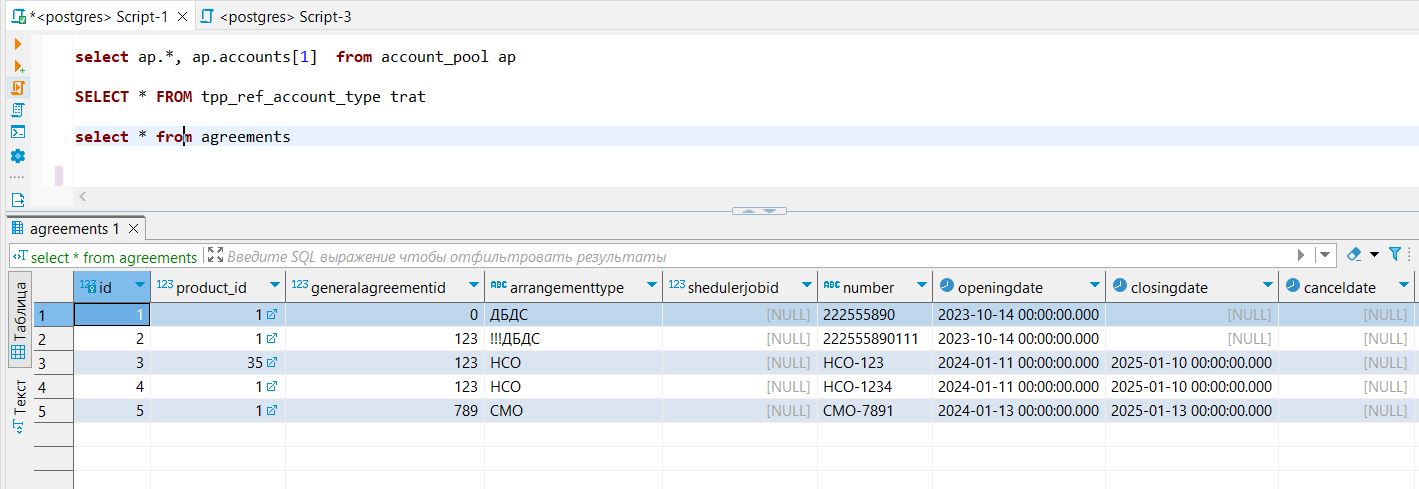 *<postgres> Script-1 <postgres> Script-3
select ap.*, ap.accounts[1]  from account_pool ap
SELECT * FROM tpp_ref_account_type trat
select * from agreements
agreements 1
select * from agreements Введите SQL выражение чтобы отфильтровать результаты
Таблица
Текст
123 id 123 product_id 123 generalagreementid ABC arrangementtype 123 shedulerjobid ABC number openingdate closingdate canceldate
1 1 1 0 ДБДС [NULL] 222555890 2023-10-14 00:00:00.000 [NULL] [NULL]
2 2 1 123 !!!ДБДС [NULL] 222555890111 2023-10-14 00:00:00.000 [NULL] [NULL]
3 3 35 123 НСО [NULL] НСО-123 2024-01-11 00:00:00.000 2025-01-10 00:00:00.000 [NULL]
4 4 1 123 НСО [NULL] НСО-1234 2024-01-11 00:00:00.000 2025-01-10 00:00:00.000 [NULL]
5 5 1 789 СМО [NULL] СМО-7891 2024-01-13 00:00:00.000 2025-01-13 00:00:00.000 [NULL]